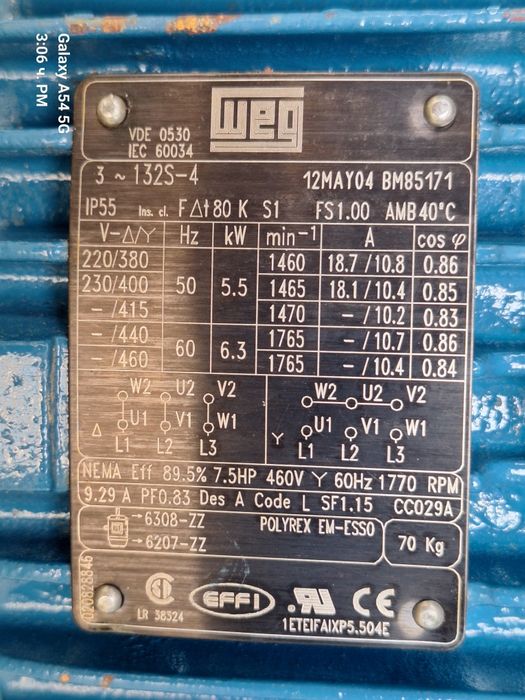 Galaxy A54 5G
3:06 ч. PM
WEG
VDE 0530
IEC 60034
3 ~ 132S-4 12MAY04 BM85171
IP55 Ins. cl. F Δt 80 K S1 FS1.00 AMB 40°C
V-Δ/Y Hz kW min⁻¹ A cos φ
220/380 1460 18.7/10.8 0.86
230/400 50 5.5 1465 18.1/10.4 0.85
-/415 1470 -/10.2 0.83
-/440 60 6.3 1765 -/10.7 0.86
-/460 1765 -/10.4 0.84
W2 U2 V2 W2 U2 V2
Δ U1 V1 W1 Y U1 V1 W1
L1 L2 L3 L1 L2 L3
NEMA Eff 89.5% 7.5HP 460V Y 60Hz 1770 RPM
9.29 A PF0.83 Des A Code L SF1.15 CC029A
→6308-ZZ POLYREX EM-ESSO
→6207-ZZ 70 Kg
LR 38324
EFF1
1ETEIFAIXP5.504E
CE